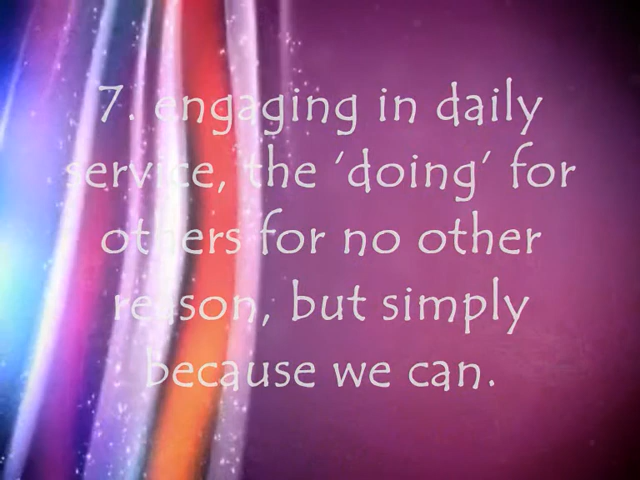 7. engaging in daily
service, the ‘doing’ for
others for no other
reason, but simply
because we can.